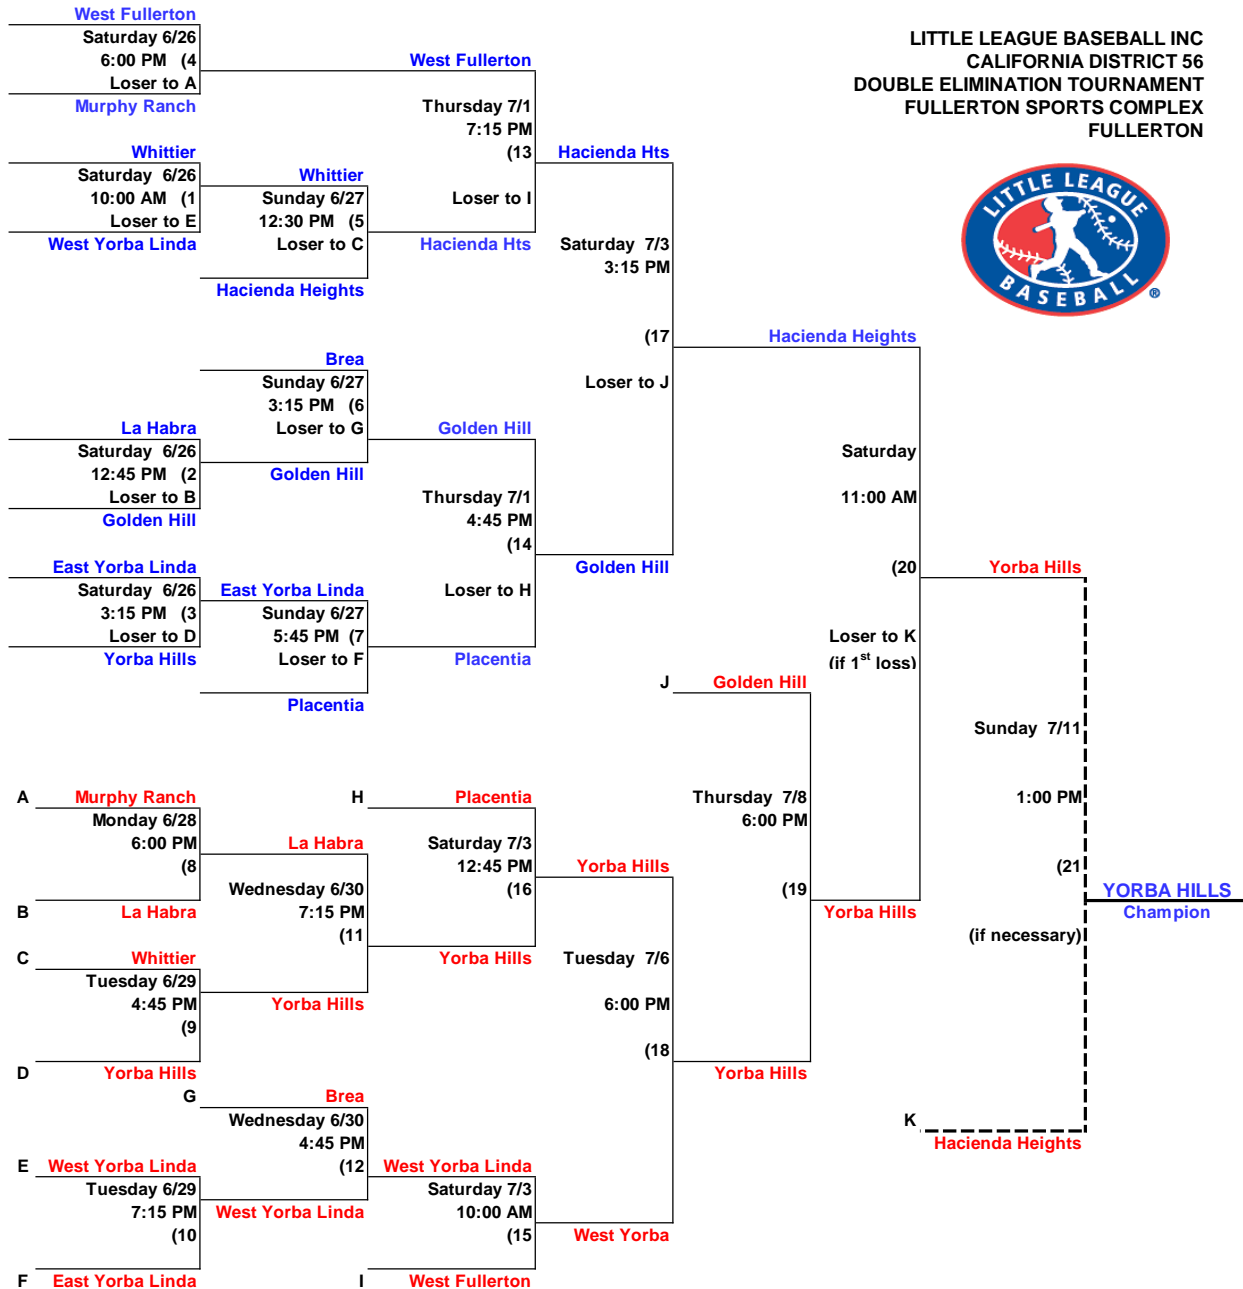 West Fullerton
Saturday 6/26
6:00 PM (4
Loser to A
Murphy Ranch
West Fullerton
Thursday 7/1
7:15 PM
(13
Loser to I
Whittier
Saturday 6/26
10:00 AM (1
Loser to E
West Yorba Linda
Whittier
Sunday 6/27
12:30 PM (5
Loser to C
Hacienda Heights
Hacienda Hts
Hacienda Hts
Saturday 7/3
3:15 PM
(17
Loser to J
LITTLE LEAGUE BASEBALL INC
CALIFORNIA DISTRICT 56
DOUBLE ELIMINATION TOURNAMENT
FULLERTON SPORTS COMPLEX
FULLERTON
LITTLE LEAGUE
BASEBALL
®
Brea
Sunday 6/27
3:15 PM (6
Loser to G
Golden Hill
La Habra
Saturday 6/26
12:45 PM (2
Loser to B
Golden Hill
Golden Hill
Thursday 7/1
4:45 PM
(14
Loser to H
Golden Hill
East Yorba Linda
Saturday 6/26
3:15 PM (3
Loser to D
Yorba Hills
East Yorba Linda
Sunday 6/27
5:45 PM (7
Loser to F
Placentia
Placentia
Hacienda Heights
Saturday
11:00 AM
(20
Loser to K
(if 1st loss)
Yorba Hills
J
Golden Hill
Thursday 7/8
6:00 PM
(19
Yorba Hills
Sunday 7/11
1:00 PM
(21
(if necessary)
YORBA HILLS
Champion
K
Hacienda Heights
A
Murphy Ranch
Monday 6/28
6:00 PM
(8
B
La Habra
La Habra
Wednesday 6/30
7:15 PM
(11
Yorba Hills
C
Whittier
Tuesday 6/29
4:45 PM
(9
D
Yorba Hills
H
Placentia
Saturday 7/3
12:45 PM
(16
Yorba Hills
Yorba Hills
Tuesday 7/6
6:00 PM
(18
Yorba Hills
G
Brea
Wednesday 6/30
4:45 PM
(12
West Yorba Linda
E
West Yorba Linda
Tuesday 6/29
7:15 PM
(10
F
East Yorba Linda
West Yorba Linda
Saturday 7/3
10:00 AM
(15
I
West Fullerton
West Yorba